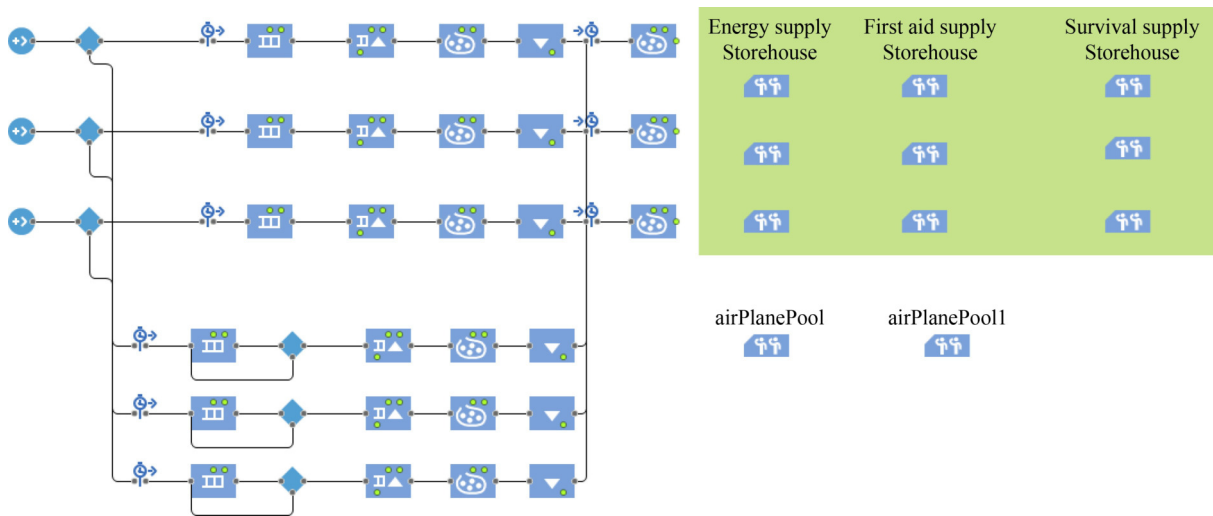 Energy supply
Storehouse
First aid supply
Storehouse
Survival supply
Storehouse
airPlanePool
airPlanePool1